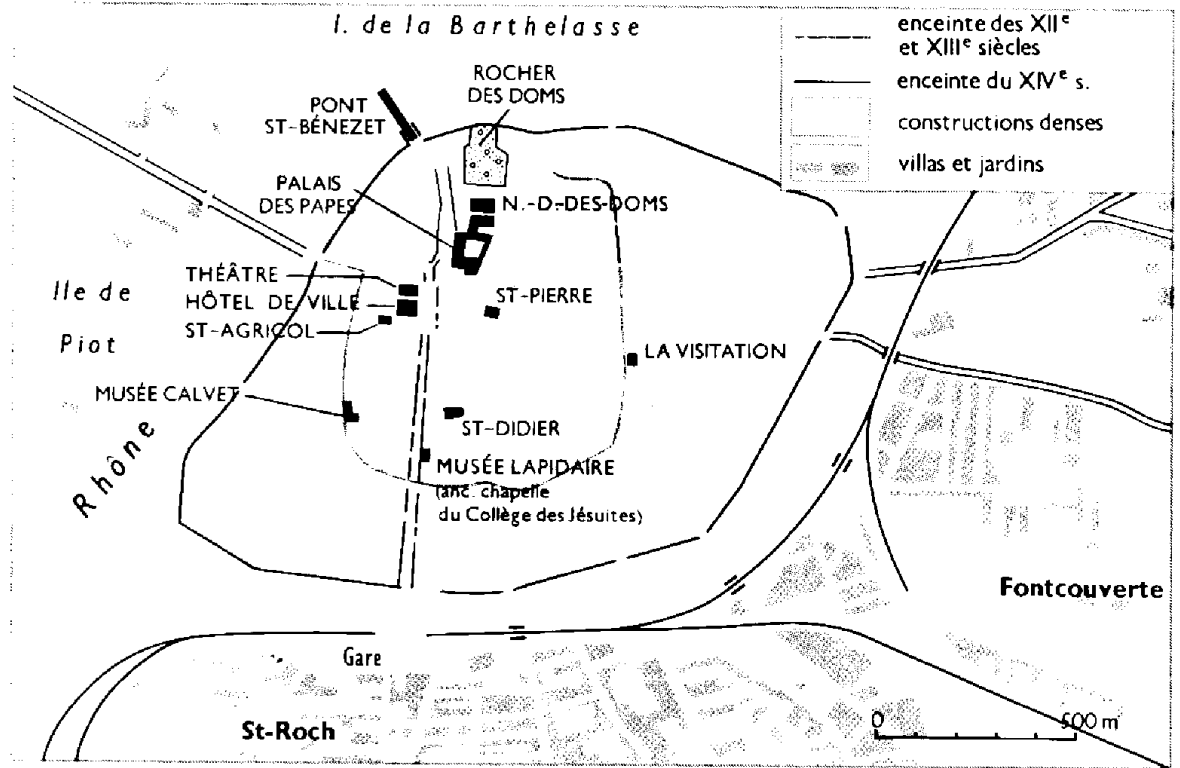 I. de la Barthelasse
enceinte des XIIe
et XIIIe siècles
enceinte du XIVe s.
constructions denses
villas et jardins
ROCHER
DES DOMS
PONT
ST-BÉNEZET
PALAIS
DES PAPES
N.-D.-DES-DOMS
THÉÂTRE
HÔTEL DE VILLE
ST-AGRICOL
ST-PIERRE
Ile de
Piot
LA VISITATION
MUSÉE CALVET
ST-DIDIER
Rhône
MUSÉE LAPIDAIRE
(anc. chapelle
du Collège des Jésuites)
Fontcouverte
Gare
St-Roch
0 500 m